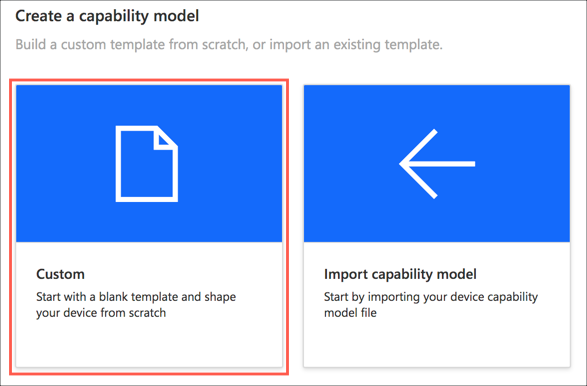 Create a capability model
Build a custom template from scratch, or import an existing template.
Custom
Start with a blank template and shape
your device from scratch
Import capability model
Start by importing your device capability
model file